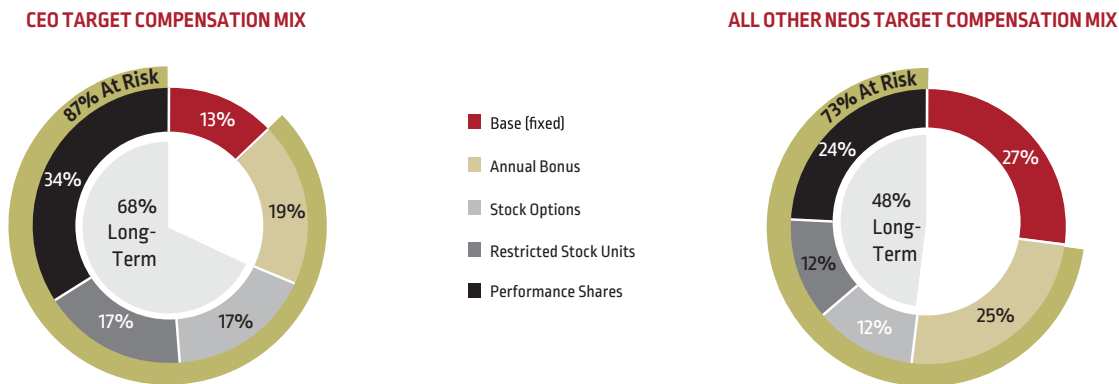 CEO TARGET COMPENSATION MIX
87% At Risk
13%
19%
17%
17%
34%
68%
Long-
Term
Base (fixed)
Annual Bonus
Stock Options
Restricted Stock Units
Performance Shares
ALL OTHER NEOS TARGET COMPENSATION MIX
73% At Risk
27%
25%
12%
12%
24%
48%
Long-
Term